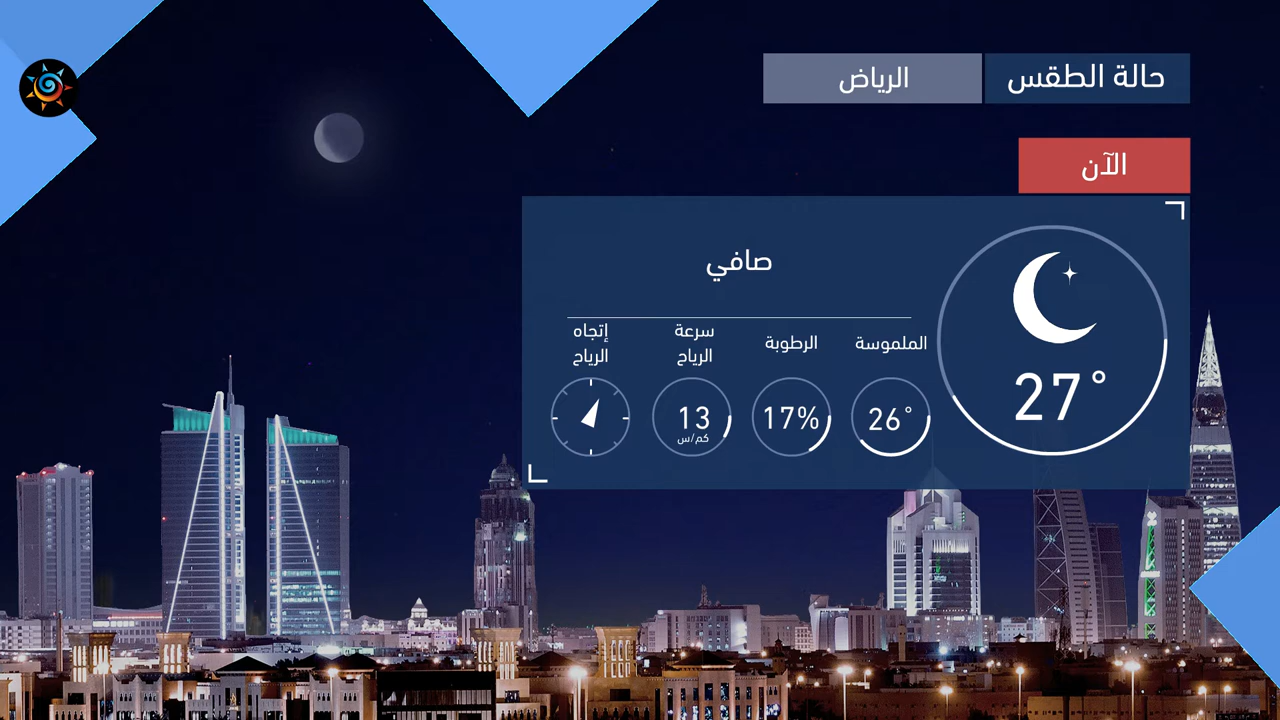 حالة الطقس
الرياض
الآن
صافي
27°
الملموسة
26°
الرطوبة
17%
سرعة
الرياح
13
كم/س
إتجاه
الرياح